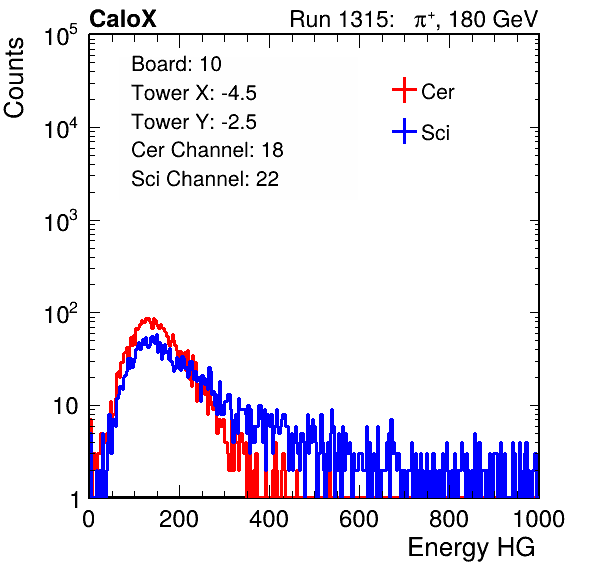 CaloX Run 1315: π⁺, 180 GeV
Counts
10⁵
10⁴
10³
10²
10
1
Board: 10
Tower X: -4.5
Tower Y: -2.5
Cer Channel: 18
Sci Channel: 22
Cer
Sci
0 200 400 600 800 1000
Energy HG